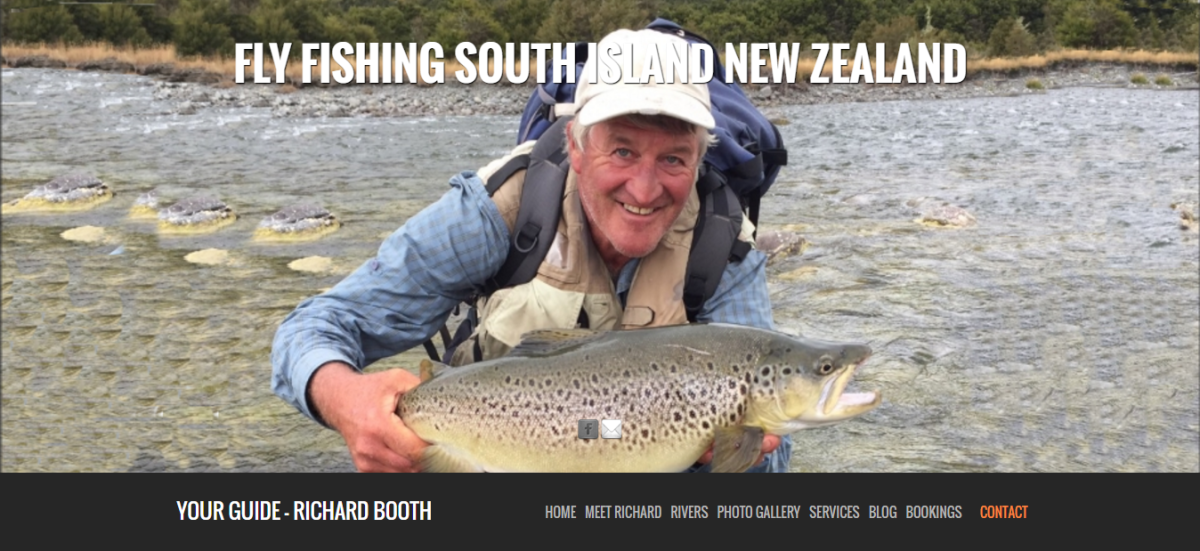 FLY FISHING SOUTH ISLAND NEW ZEALAND
f
YOUR GUIDE - RICHARD BOOTH
HOME MEET RICHARD RIVERS PHOTO GALLERY SERVICES BLOG BOOKINGS CONTACT